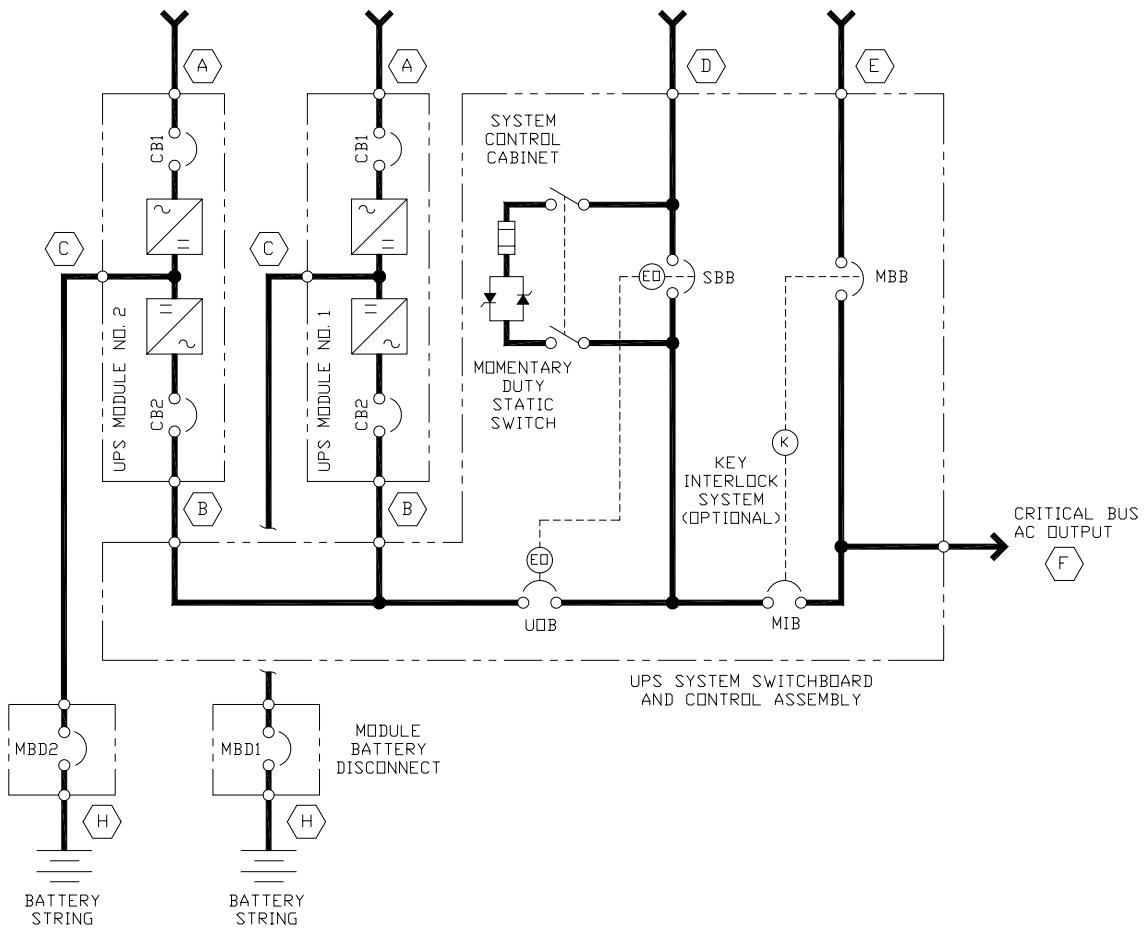 A
A
D
E
SYSTEM
CONTROL
CABINET
CB1
CB1
C
C
EO
SBB
MBB
UPS MODULE NO. 2
UPS MODULE NO. 1
MOMENTARY
DUTY
STATIC
SWITCH
CB2
CB2
K
KEY
INTERLOCK
SYSTEM
(OPTIONAL)
B
B
CRITICAL BUS
AC OUTPUT
F
EO
UOB
MIB
UPS SYSTEM SWITCHBOARD
AND CONTROL ASSEMBLY
MBD2
MBD1
MODULE
BATTERY
DISCONNECT
H
H
BATTERY
STRING
BATTERY
STRING